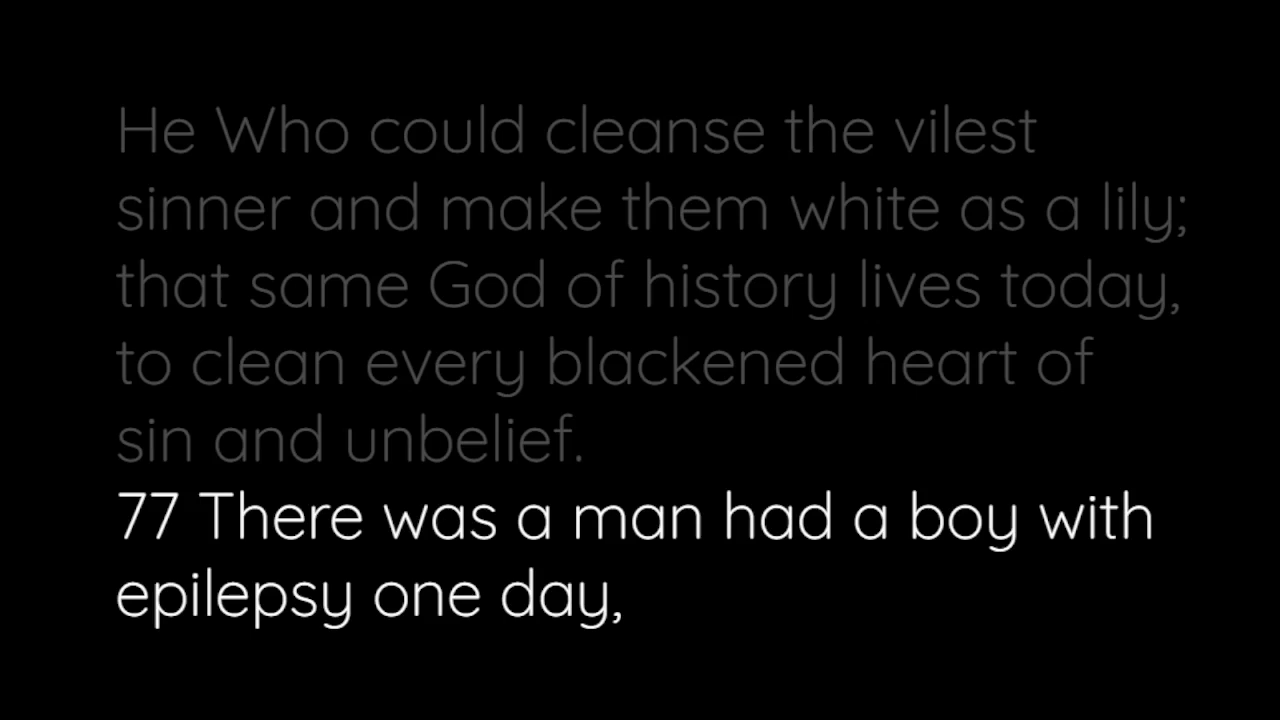 He Who could cleanse the vilest
sinner and make them white as a lily;
that same God of history lives today,
to clean every blackened heart of
sin and unbelief.
77 There was a man had a boy with
epilepsy one day,